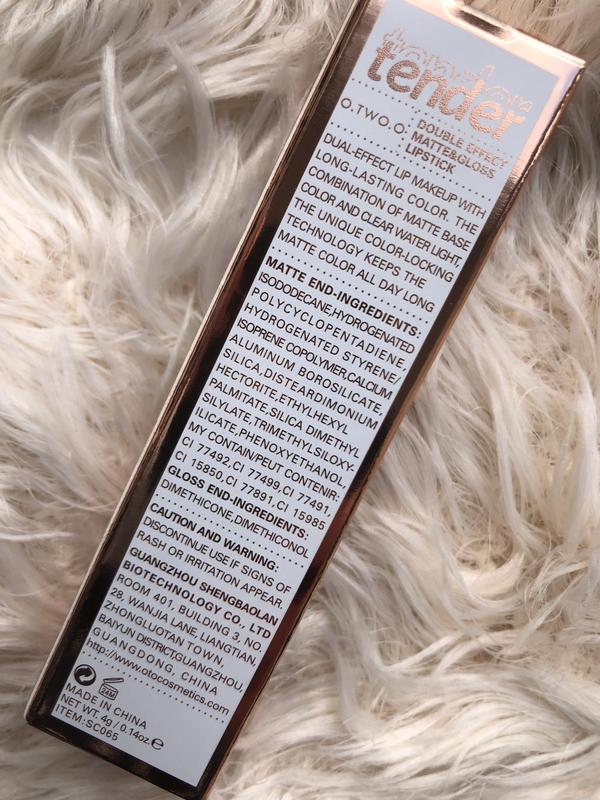 tender
tender
O.TWO.O
DOUBLE EFFECT
MATTE&GLOSS
LIPSTICK
DUAL-EFFECT LIP MAKEUP WITH
LONG-LASTING COLOR. THE
COMBINATION OF MATTE BASE
COLOR AND CLEAR WATER LIGHT,
THE UNIQUE COLOR-LOCKING
TECHNOLOGY KEEPS THE
MATTE COLOR ALL DAY LONG
MATTE END-INGREDIENTS:
ISODODECANE,HYDROGENATED
POLYCYCLOPENTADIENE,
HYDROGENATED STYRENE/
ISOPRENE COPOLYMER,CALCIUM
ALUMINUM BOROSILICATE,
SILICA,DISTEARDIMONIUM
HECTORITE,ETHYLHEXYL
PALMITATE,SILICA DIMETHYL
SILYLATE,TRIMETHYLSILOXY-
ILICATE,PHENOXYETHANOL,
MY CONTAIN/PEUT CONTENIR:
CI 77492,CI 77499,CI 77491,
CI 15850,CI 77891,CI 15985
GLOSS END-INGREDIENTS:
DIMETHICONE,DIMETHICONOL
CAUTION AND WARNING:
DISCONTINUE USE IF SIGNS OF
RASH OR IRRITATION APPEAR.
GUANGZHOU SHENGBAOLAN
BIOTECHNOLOGY CO., LTD
ROOM 401, BUILDING 3, NO.
28, WANJIA LANE, LIANGTIAN,
ZHONGLUOTAN TOWN,
BAIYUN DISTRICT,GUANGZHOU,
GUANGDONG, CHINA
http://www.otocosmetics.com
24M
MADE IN CHINA
NET WT. 4g / 0.14oz.e
ITEM:SC065